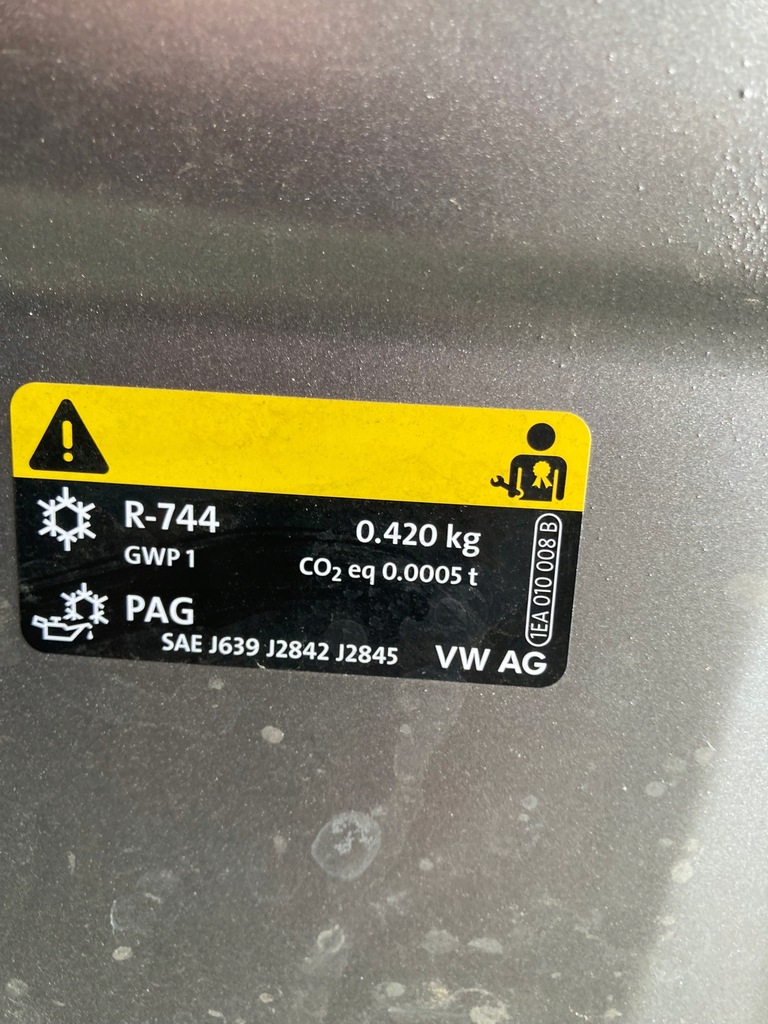 R-744
0.420 kg
GWP 1
CO₂ eq 0.0005 t
PAG
SAE J639 J2842 J2845
VW AG
1EA 010 008 B